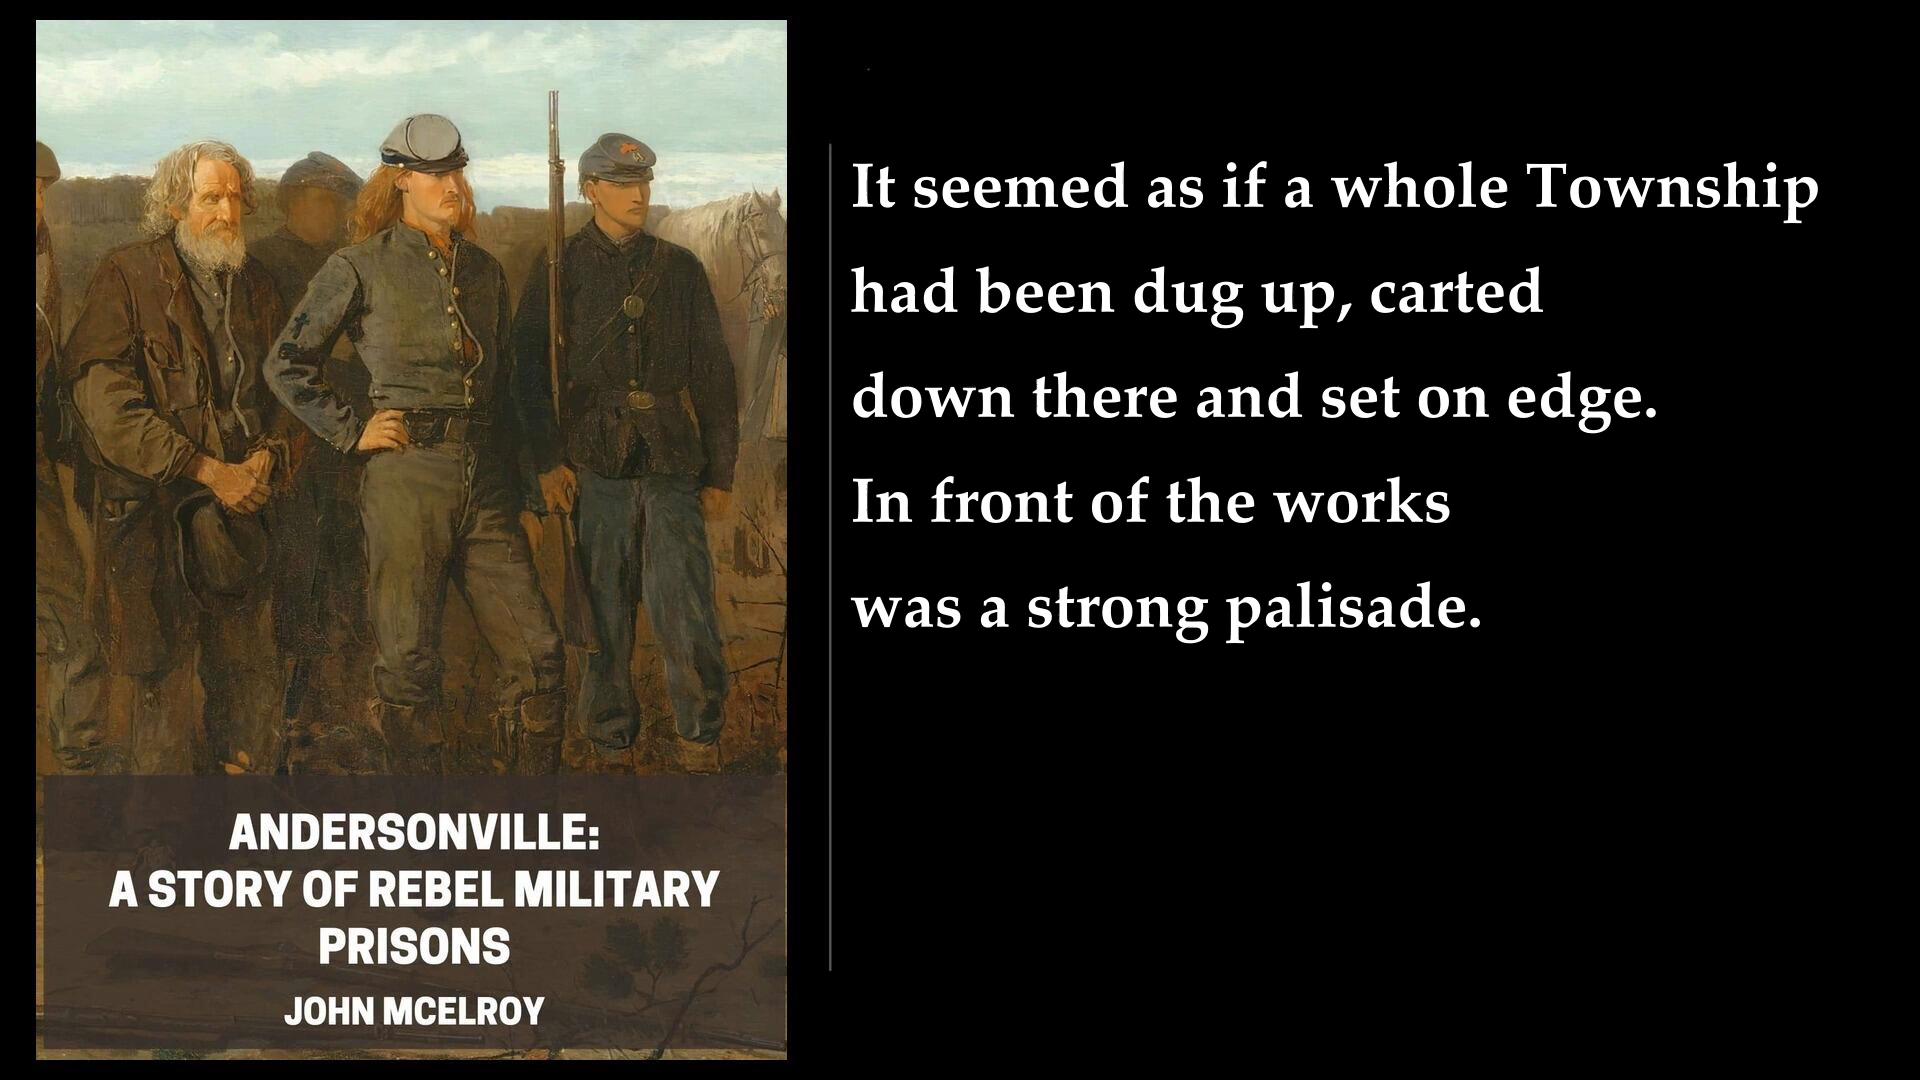 It seemed as if a whole Township
had been dug up, carted
down there and set on edge.
In front of the works
was a strong palisade.
ANDERSONVILLE:
A STORY OF REBEL MILITARY
PRISONS
JOHN MCELROY